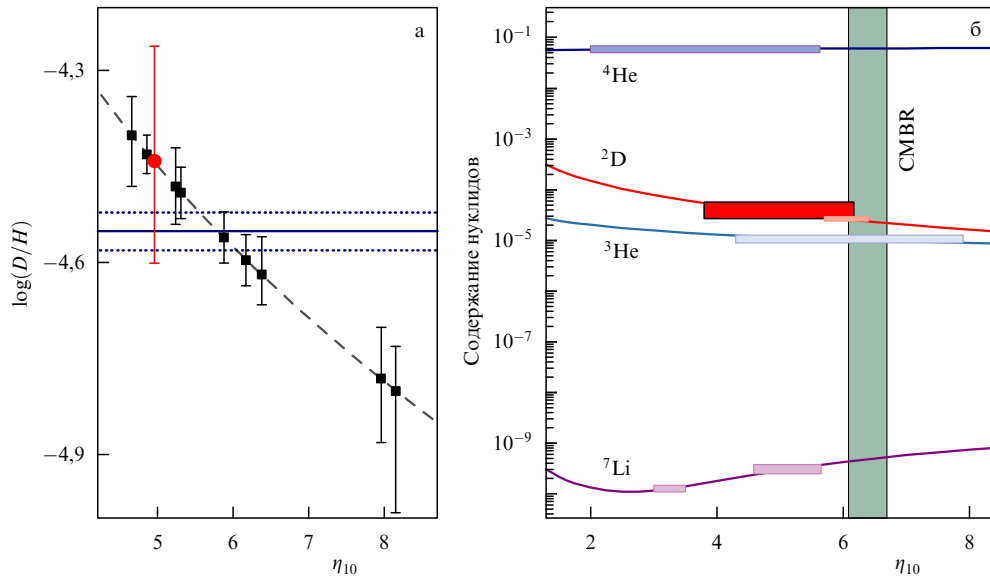 а
−4,3
−4,6
−4,9
log(D/H)
5
6
7
8
η₁₀
б
10⁻¹
10⁻³
10⁻⁵
10⁻⁷
10⁻⁹
Содержание нуклидов
⁴He
²D
³He
⁷Li
CMBR
2
4
6
8
η₁₀